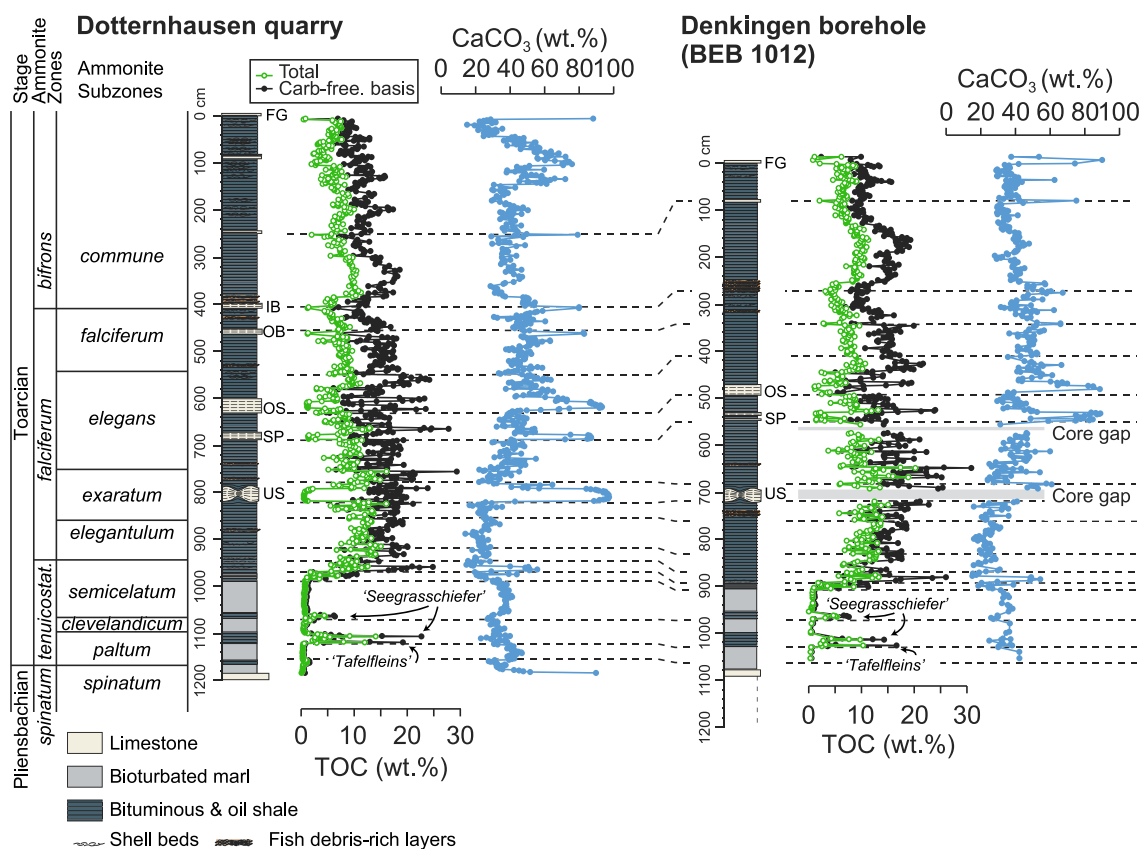 Dotternhausen quarry
Denkingen borehole
(BEB 1012)
Stage
Ammonite
Zones
Ammonite
Subzones
Total
Carb-free. basis
CaCO3 (wt.%)
0 20 40 60 80 100
CaCO3 (wt.%)
0 20 40 60 80 100
Pliensbachian
Toarcian
spinatum
tenuicostat.
falciferum
bifrons
commune
falciferum
elegans
exaratum
elegantulum
semicelatum
clevelandicum
paltum
spinatum
0 cm
100
200
300
400
500
600
700
800
900
1000
1100
1200
FG
IB
OB
OS
SP
US
'Seegrasschiefer'
'Tafelfleins'
0 10 20 30
TOC (wt.%)
0 cm
100
200
300
400
500
600
700
800
900
1000
1100
1200
FG
OS
SP
US
Core gap
Core gap
'Seegrasschiefer'
'Tafelfleins'
0 10 20 30
TOC (wt.%)
Limestone
Bioturbated marl
Bituminous & oil shale
Shell beds
Fish debris-rich layers